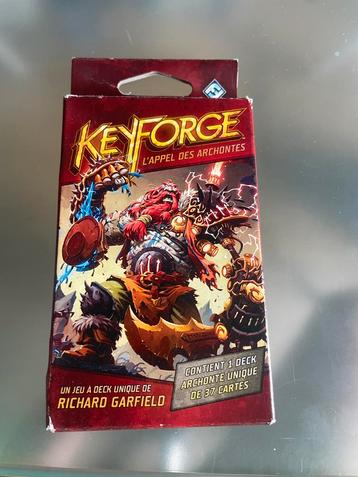 KEYFORGE
L'APPEL DES ARCHONTES
UN JEU À DECK UNIQUE DE
RICHARD GARFIELD
CONTIENT 1 DECK
ARCHONTE UNIQUE
DE 37 CARTES